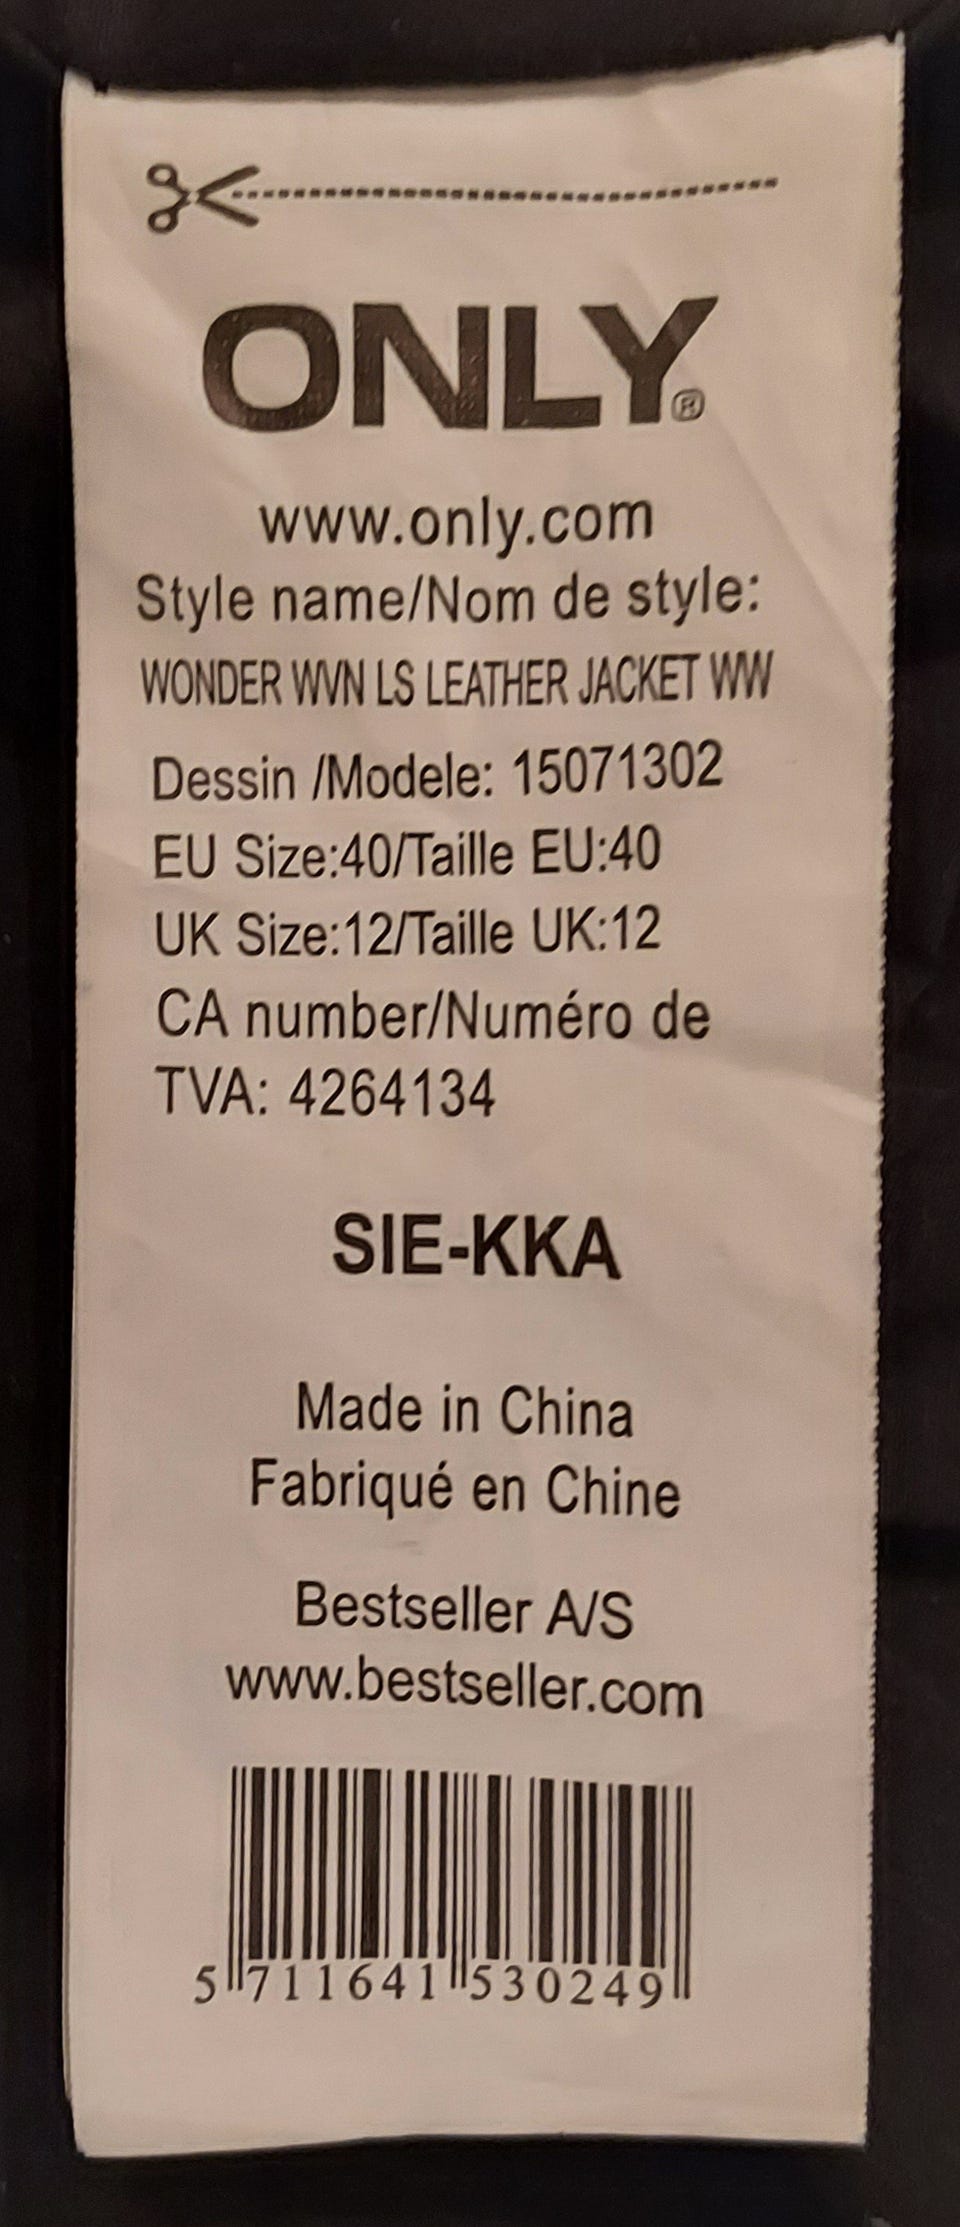 ONLY®
www.only.com
Style name/Nom de style:
WONDER WVN LS LEATHER JACKET WW
Dessin /Modele: 15071302
EU Size:40/Taille EU:40
UK Size:12/Taille UK:12
CA number/Numéro de
TVA: 4264134
SIE-KKA
Made in China
Fabriqué en Chine
Bestseller A/S
www.bestseller.com
5 711641 530249